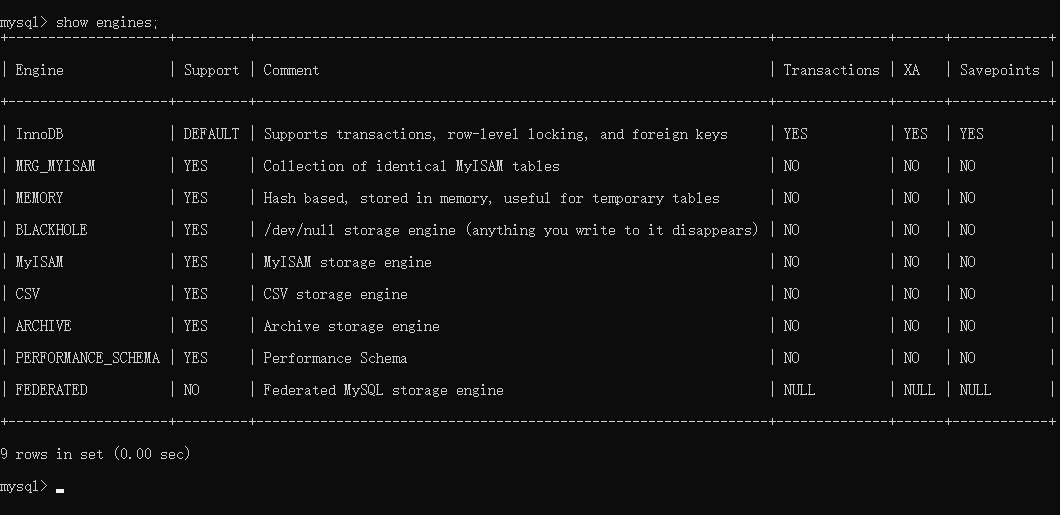 mysql> show engines;
+--------------------+---------+----------------------------------------------------------------+--------------+------+------------+
| Engine             | Support | Comment                                                        | Transactions | XA   | Savepoints |
+--------------------+---------+----------------------------------------------------------------+--------------+------+------------+
| InnoDB             | DEFAULT | Supports transactions, row-level locking, and foreign keys     | YES          | YES  | YES        |
| MRG_MYISAM         | YES     | Collection of identical MyISAM tables                          | NO           | NO   | NO         |
| MEMORY             | YES     | Hash based, stored in memory, useful for temporary tables      | NO           | NO   | NO         |
| BLACKHOLE          | YES     | /dev/null storage engine (anything you write to it disappears) | NO           | NO   | NO         |
| MyISAM             | YES     | MyISAM storage engine                                          | NO           | NO   | NO         |
| CSV                | YES     | CSV storage engine                                             | NO           | NO   | NO         |
| ARCHIVE            | YES     | Archive storage engine                                         | NO           | NO   | NO         |
| PERFORMANCE_SCHEMA | YES     | Performance Schema                                             | NO           | NO   | NO         |
| FEDERATED          | NO      | Federated MySQL storage engine                                 | NULL         | NULL | NULL       |
+--------------------+---------+----------------------------------------------------------------+--------------+------+------------+
9 rows in set (0.00 sec)
mysql>